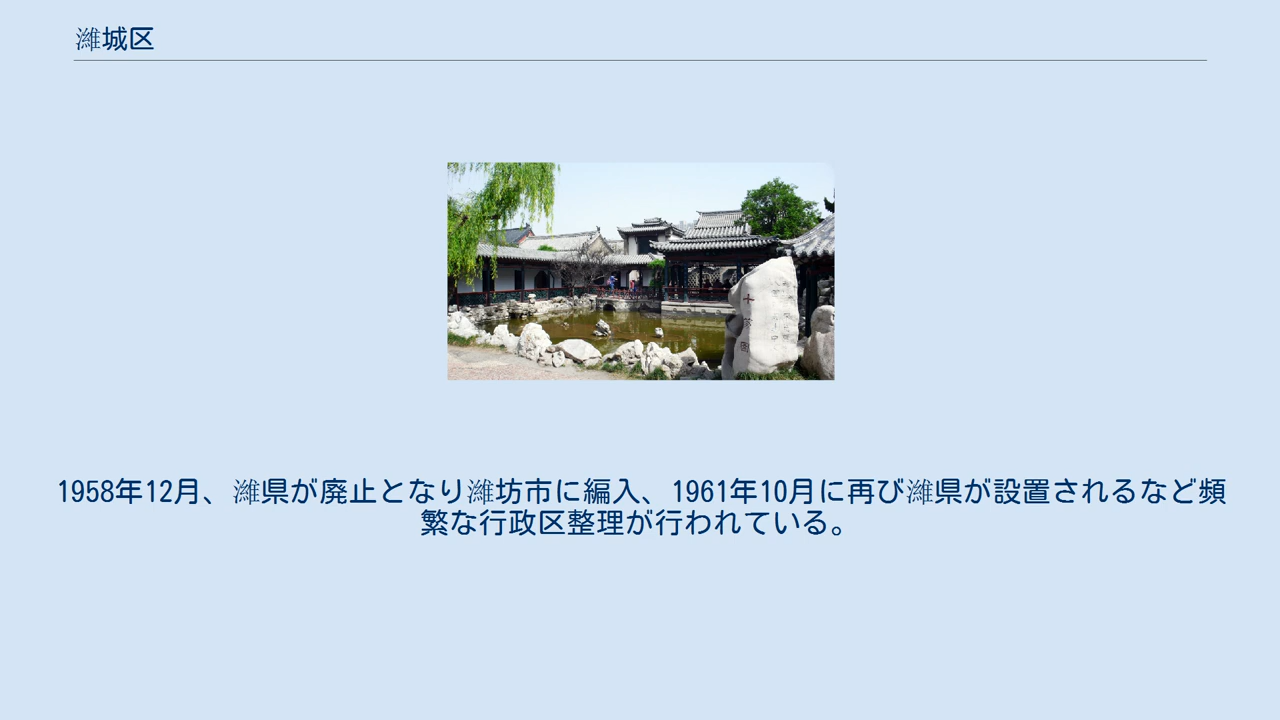 濰城区
十笏園
1958年12月、濰県が廃止となり濰坊市に編入、1961年10月に再び濰県が設置されるなど頻
繁な行政区整理が行われている。